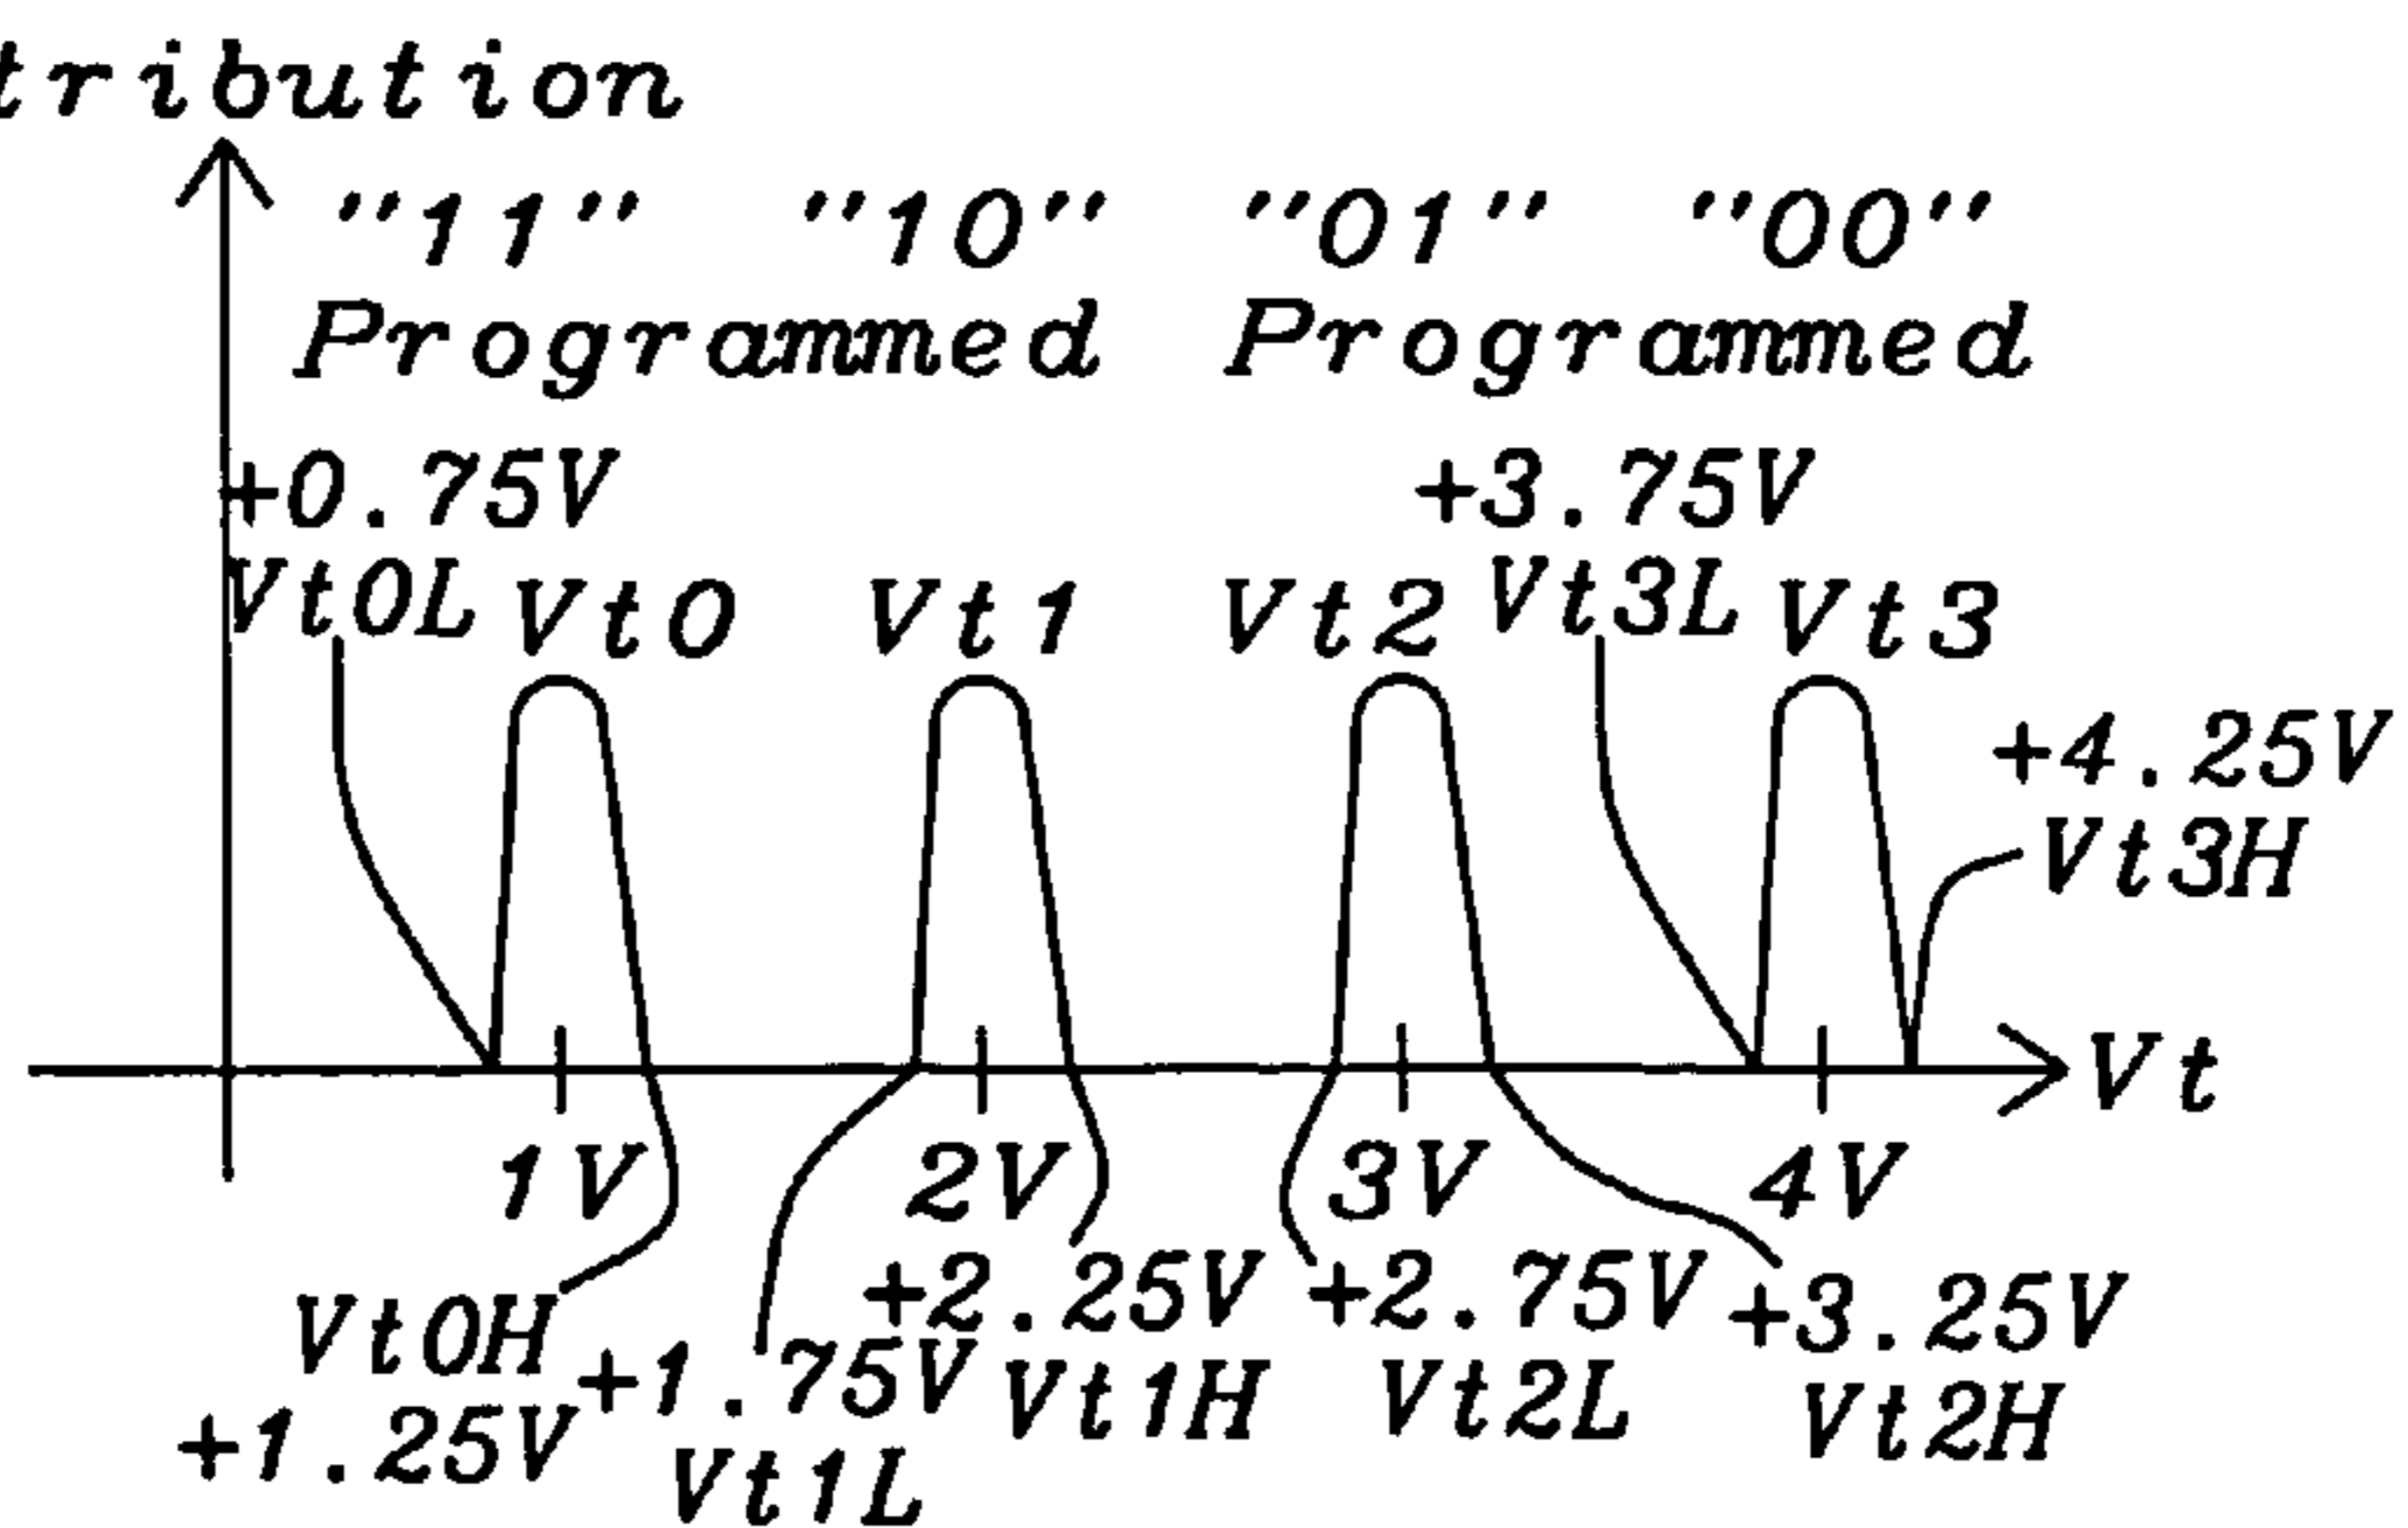 tribution
"11" "10" "01" "00"
Programmed Programmed
+0.75V +3.75V
Vt0L Vt0 Vt1 Vt2 Vt3L Vt3
+4.25V
Vt3H
Vt
1V 2V 3V 4V
+2.25V +2.75V +3.25V
Vt0H +1.75V Vt1H Vt2L Vt2H
+1.25V Vt1L